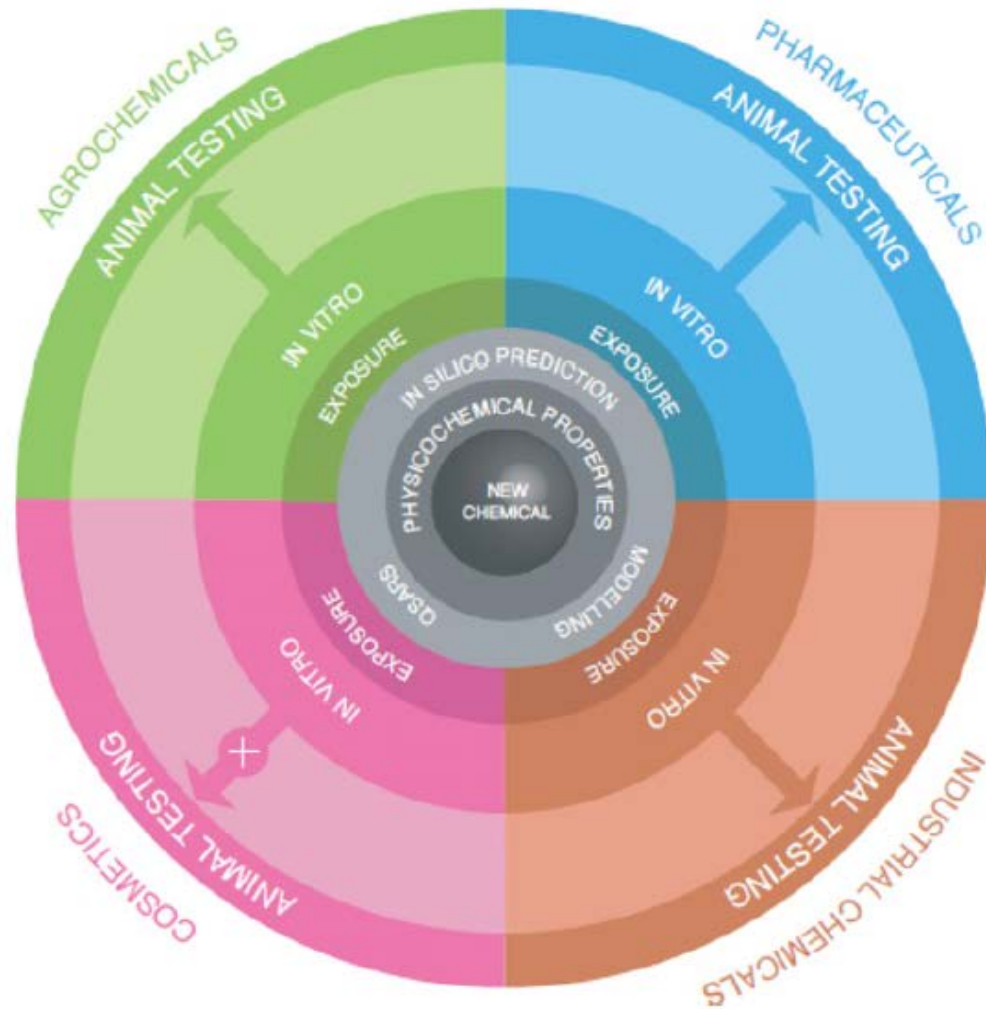 AGROCHEMICALS
PHARMACEUTICALS
ANIMAL TESTING
ANIMAL TESTING
IN VITRO
IN VITRO
EXPOSURE
EXPOSURE
IN SILICO PREDICTION
PHYSICOCHEMICAL PROPERTIES
NEW
CHEMICAL
QSARS
MODELLING
EXPOSURE
EXPOSURE
IN VITRO
IN VITRO
ANIMAL TESTING
ANIMAL TESTING
COSMETICS
INDUSTRIAL CHEMICALS